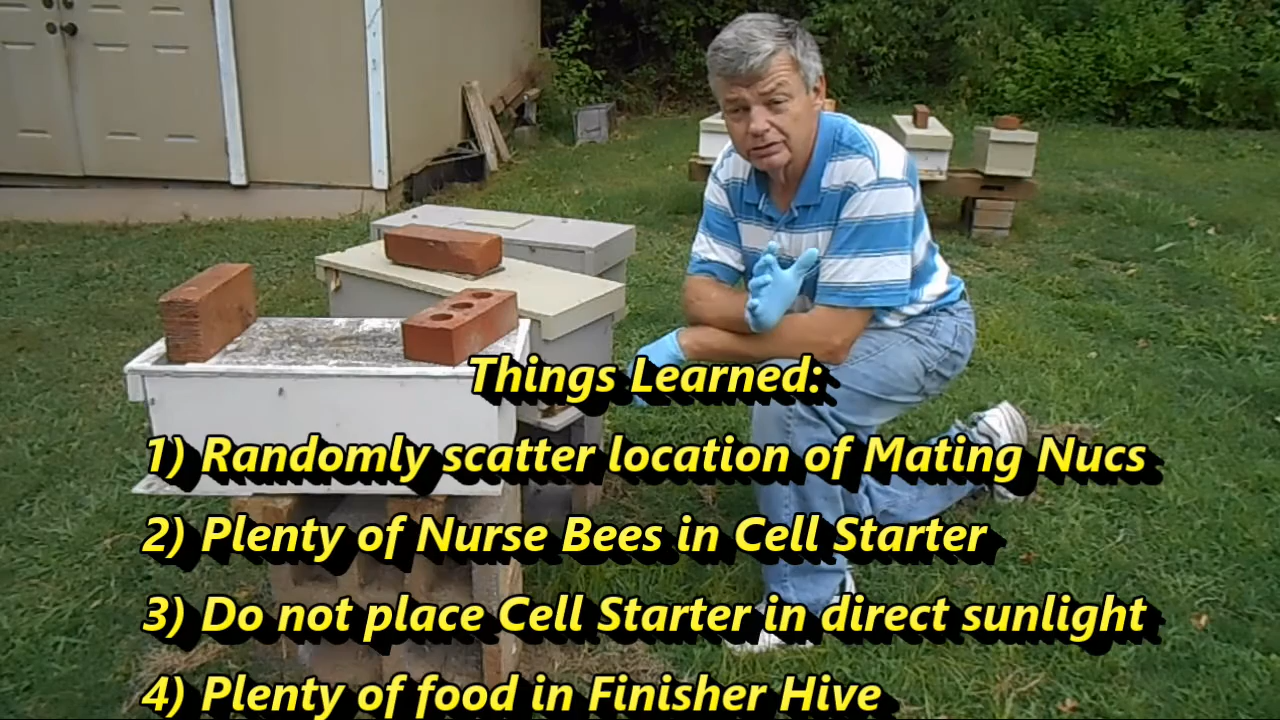 Things Learned:
1) Randomly scatter location of Mating Nucs
2) Plenty of Nurse Bees in Cell Starter
3) Do not place Cell Starter in direct sunlight
4) Plenty of food in Finisher Hive